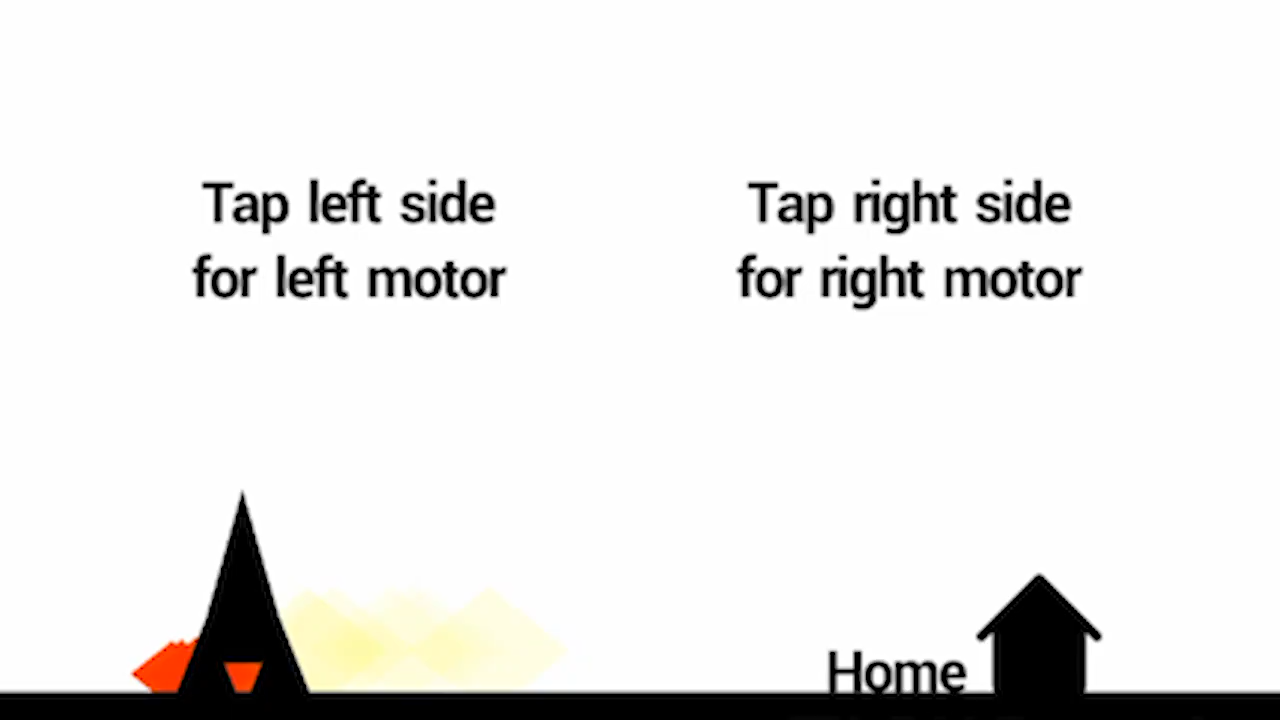 Tap left side
for left motor
Tap right side
for right motor
Home